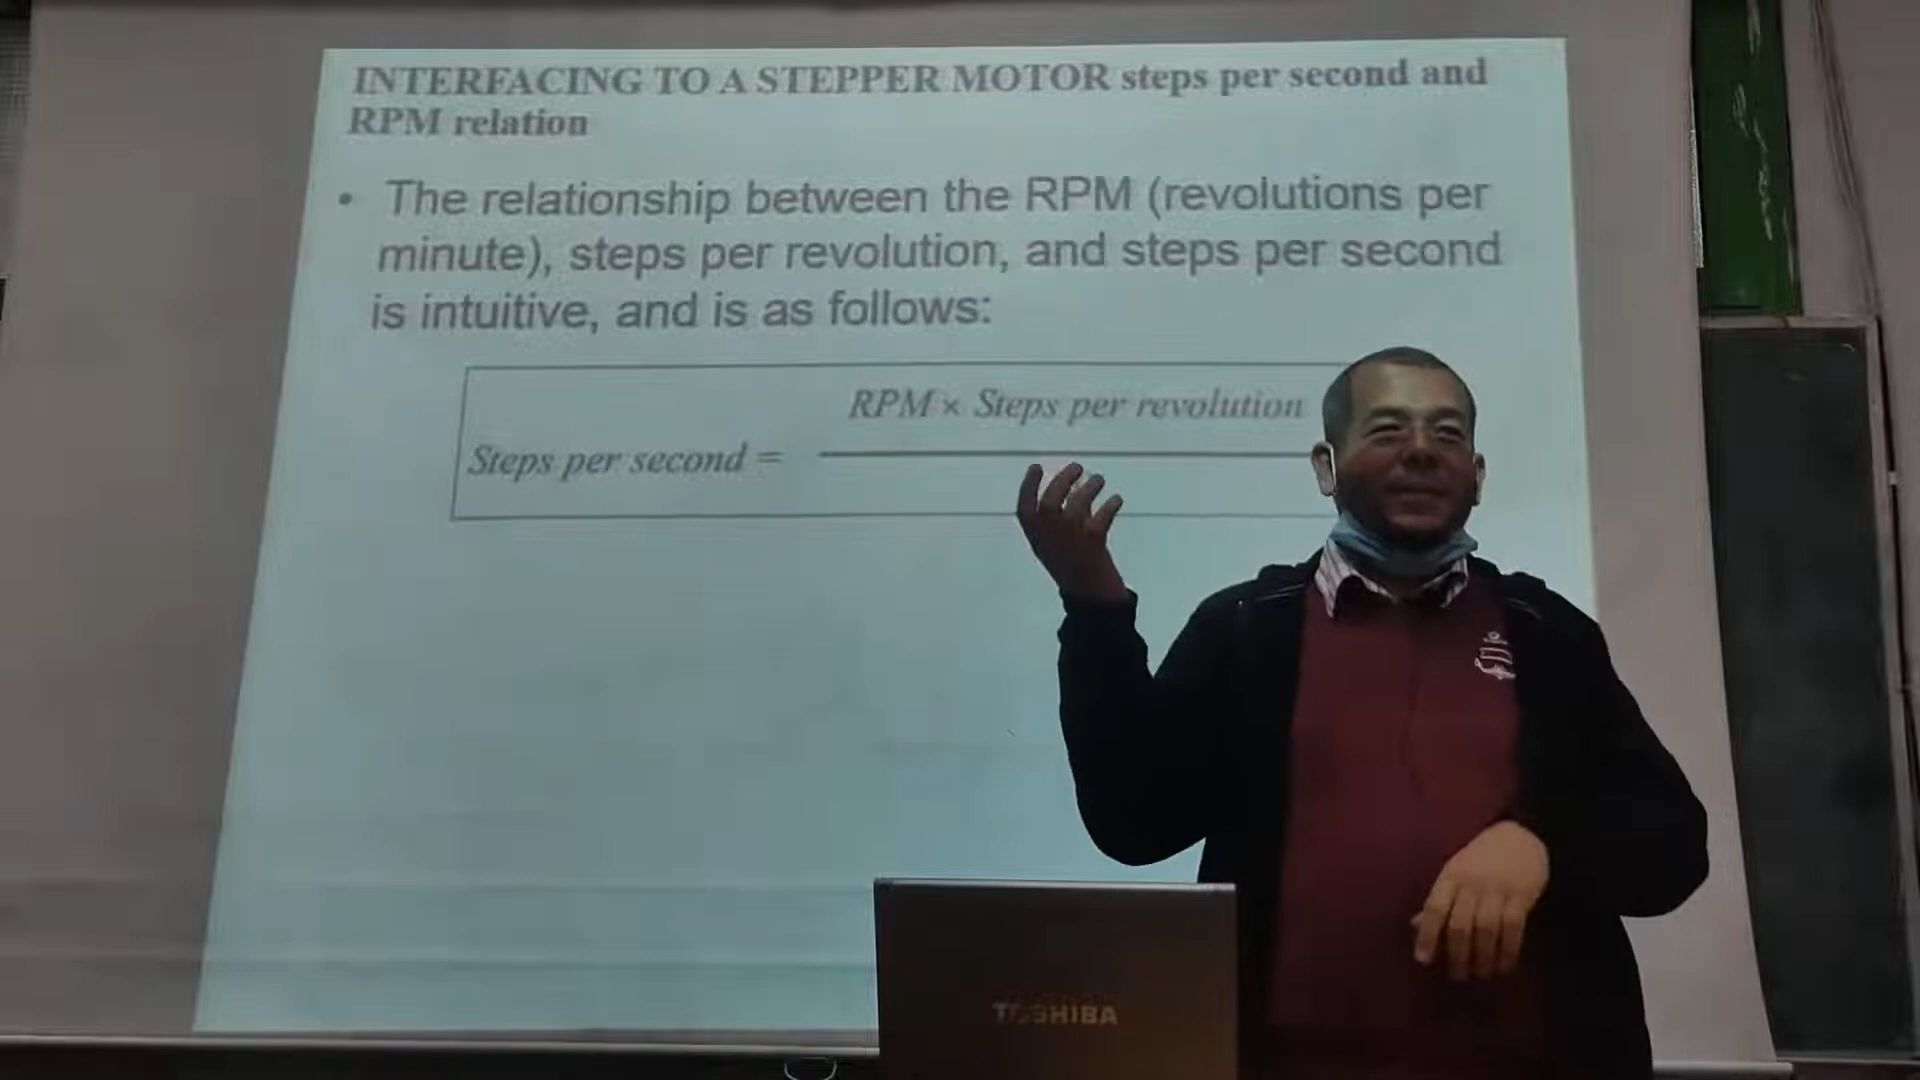 INTERFACING TO A STEPPER MOTOR steps per second and
RPM relation
• The relationship between the RPM (revolutions per
minute), steps per revolution, and steps per second
is intuitive, and is as follows:
RPM × Steps per revolution
Steps per second =
TOSHIBA